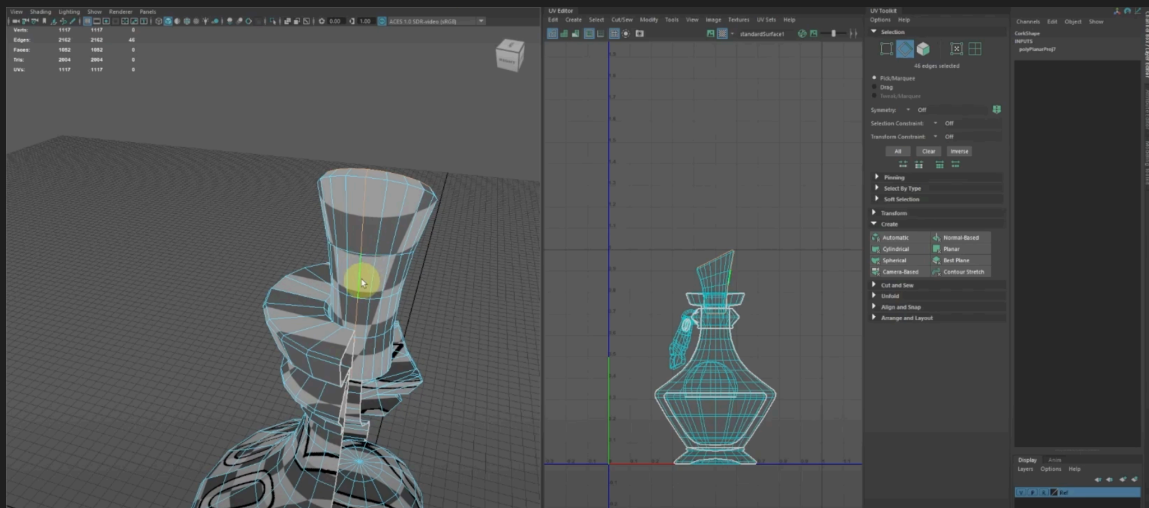 View Shading Lighting Show Renderer Panels
0.00 1.00 ACES 1.0 SDR-video (sRGB)
Verts: 1117 1117 0
Edges: 2162 2162 46
Faces: 1052 1052 0
Tris: 2004 2004 0
UVs: 1117 1117 0
UV Editor
Edit Create Select Cut/Sew Modify Tools View Image Textures UV Sets Help
standardSurface1
UV Toolkit
Options Help
Selection
46 edges selected
Pick/Marquee
Drag
Tweak/Marquee
Symmetry: Off
Selection Constraint: Off
Transform Constraint: Off
All Clear Inverse
Pinning
Select By Type
Soft Selection
Transform
Create
Automatic Normal-Based
Cylindrical Planar
Spherical Best Plane
Camera-Based Contour Stretch
Cut and Sew
Unfold
Align and Snap
Arrange and Layout
Channels Edit Object Show
CorkShape
INPUTS
polyPlanarProj7
Display Anim
Layers Options Help